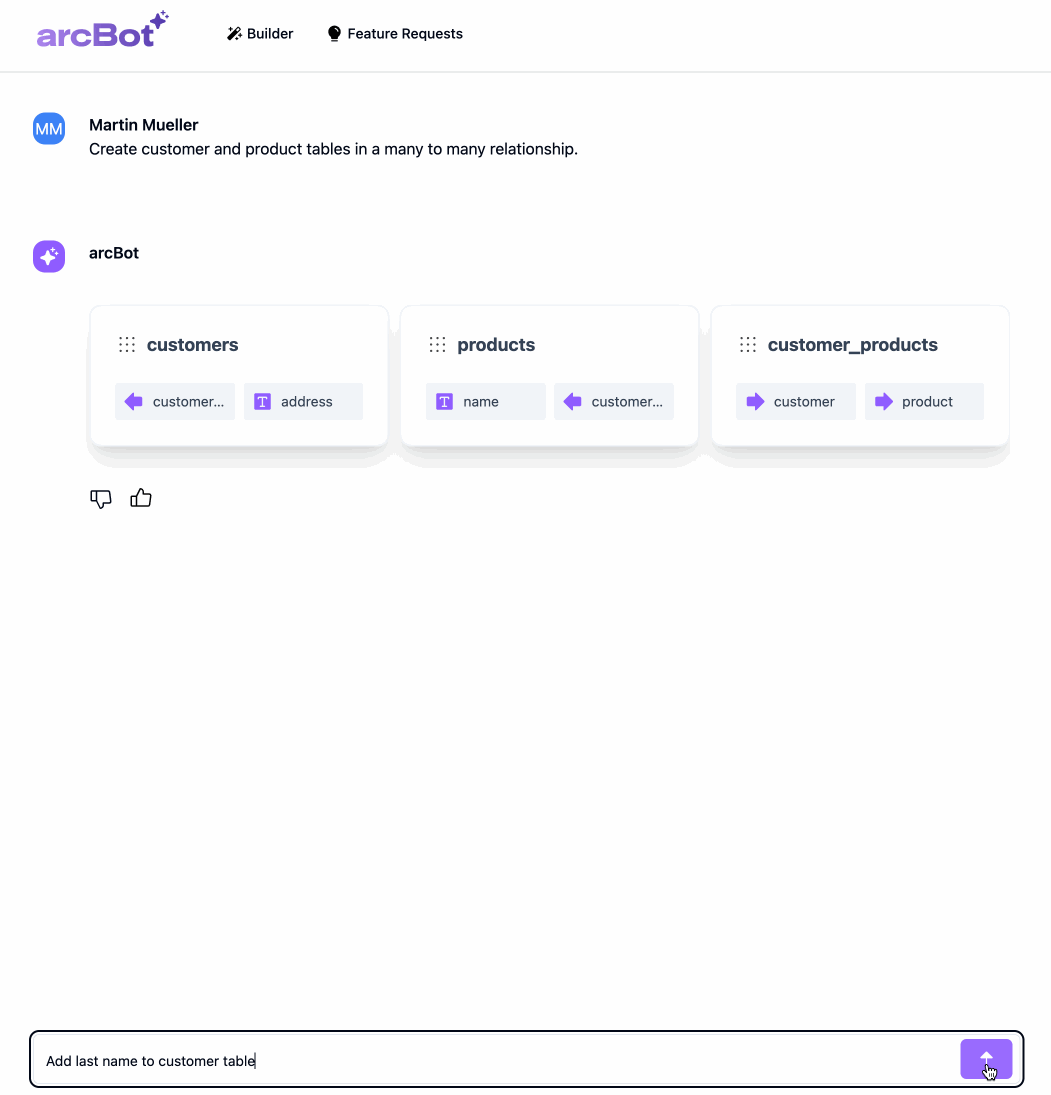 arcBot
Builder
Feature Requests
MM
Martin Mueller
Create customer and product tables in a many to many relationship.
arcBot
customers
products
customer_products
customer...
T address
T name
customer...
customer
product
Add last name to customer table